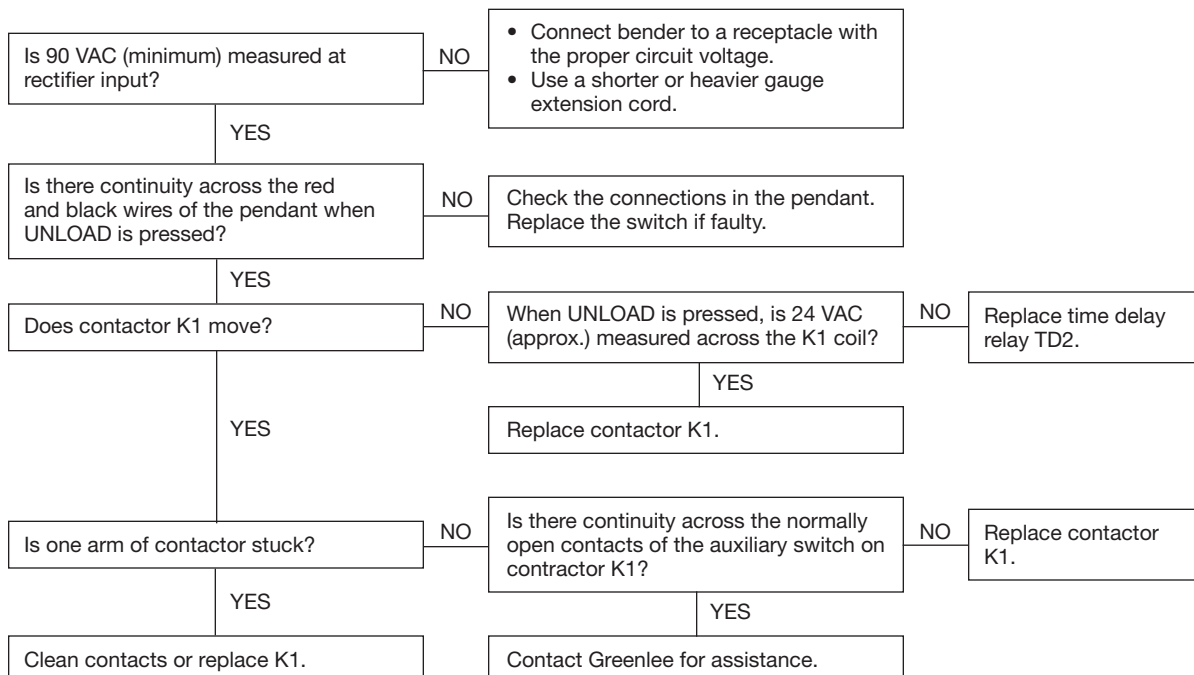 Is 90 VAC (minimum) measured at
rectifier input?
NO
• Connect bender to a receptacle with
the proper circuit voltage.
• Use a shorter or heavier gauge
extension cord.
YES
Is there continuity across the red
and black wires of the pendant when
UNLOAD is pressed?
NO
Check the connections in the pendant.
Replace the switch if faulty.
YES
Does contactor K1 move?
NO
When UNLOAD is pressed, is 24 VAC
(approx.) measured across the K1 coil?
NO
Replace time delay
relay TD2.
YES
Replace contactor K1.
YES
Is one arm of contactor stuck?
NO
Is there continuity across the normally
open contacts of the auxiliary switch on
contractor K1?
NO
Replace contactor
K1.
YES
Clean contacts or replace K1.
YES
Contact Greenlee for assistance.